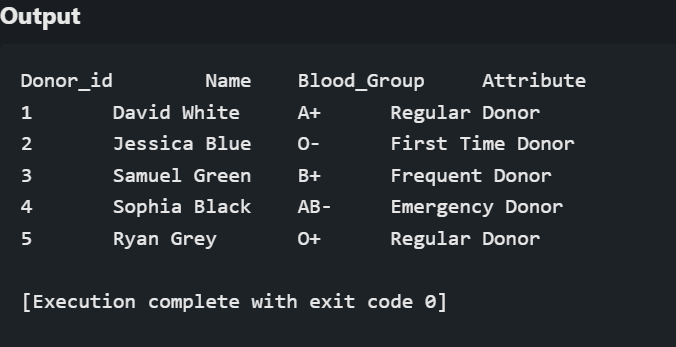 Output
Donor_id Name Blood_Group Attribute
1 David White A+ Regular Donor
2 Jessica Blue O- First Time Donor
3 Samuel Green B+ Frequent Donor
4 Sophia Black AB- Emergency Donor
5 Ryan Grey O+ Regular Donor
[Execution complete with exit code 0]